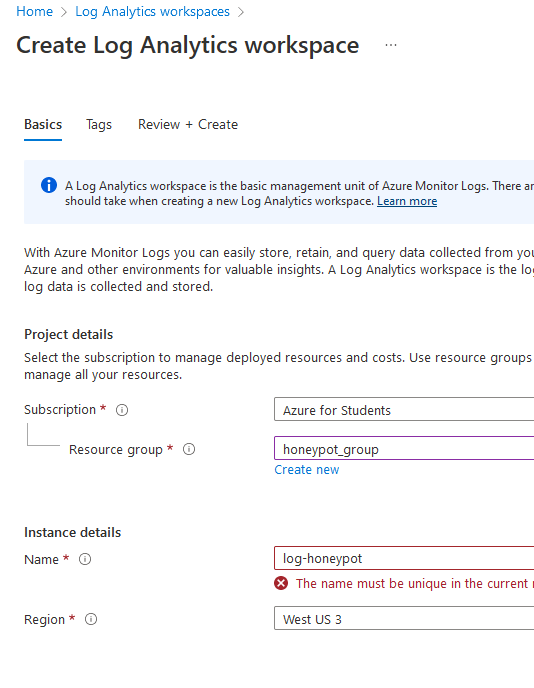 Home > Log Analytics workspaces >
Create Log Analytics workspace ...
Basics Tags Review + Create
A Log Analytics workspace is the basic management unit of Azure Monitor Logs. There
should take when creating a new Log Analytics workspace. Learn more
With Azure Monitor Logs you can easily store, retain, and query data collected from
Azure and other environments for valuable insights. A Log Analytics workspace is the
log data is collected and stored.
Project details
Select the subscription to manage deployed resources and costs. Use resource groups
manage all your resources.
Subscription *
Azure for Students
Resource group *
honeypot_group
Create new
Instance details
Name *
log-honeypot
The name must be unique in the current
Region *
West US 3